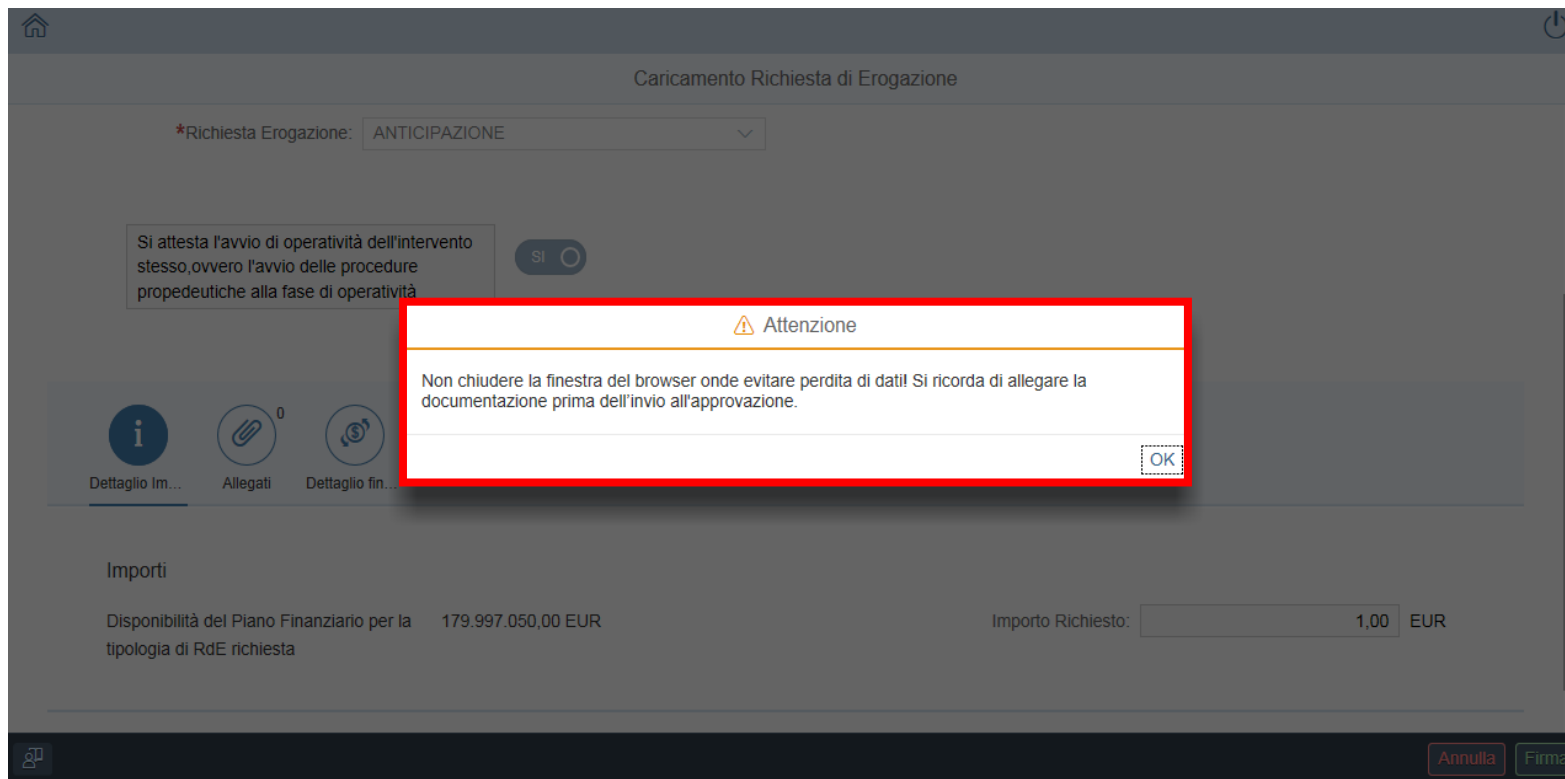 Caricamento Richiesta di Erogazione
*Richiesta Erogazione: ANTICIPAZIONE
Si attesta l'avvio di operatività dell'intervento
stesso,ovvero l'avvio delle procedure
propedeutiche alla fase di operatività
SI
Attenzione
Non chiudere la finestra del browser onde evitare perdita di dati! Si ricorda di allegare la
documentazione prima dell'invio all'approvazione.
OK
0
Dettaglio Im...
Allegati
Dettaglio fin...
Importi
Disponibilità del Piano Finanziario per la
tipologia di RdE richiesta
179.997.050,00 EUR
Importo Richiesto: 1,00 EUR
Annulla
Firma